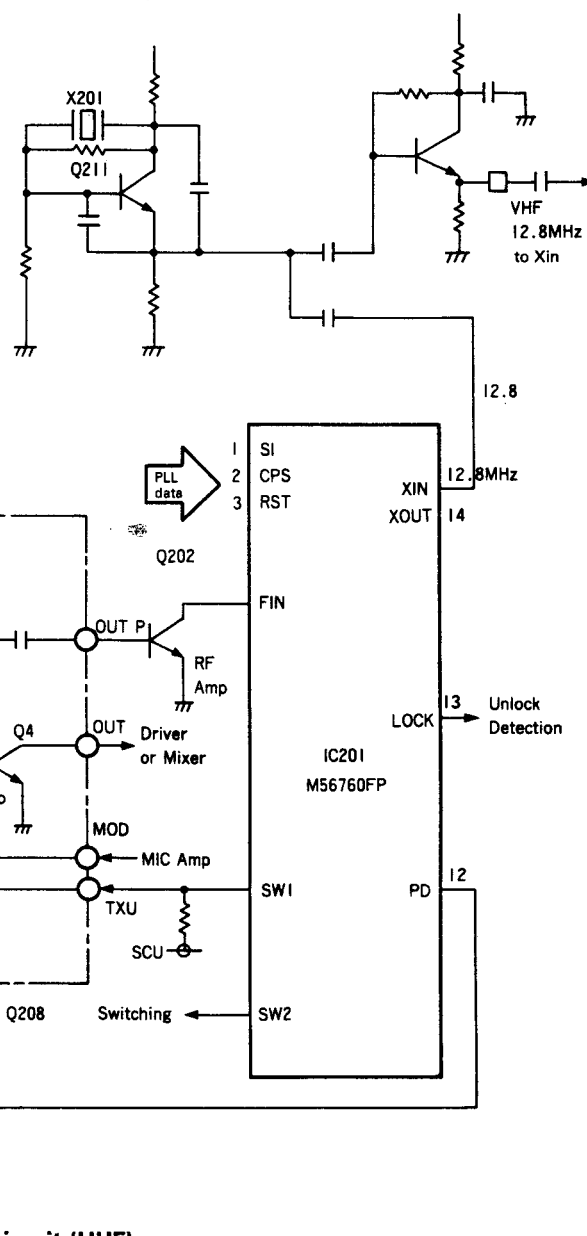 X201
Q211
VHF
12.8MHz
to Xin
12.8
1 SI
PLL
data
2 CPS
3 RST
12.8MHz
XIN
XOUT 14
Q202
FIN
OUT P
RF
Amp
13
LOCK
Unlock
Detection
Q4
OUT
Driver
or Mixer
IC201
M56760FP
MOD
MIC Amp
12
SW1
PD
TXU
SCU
Q208
Switching
SW2